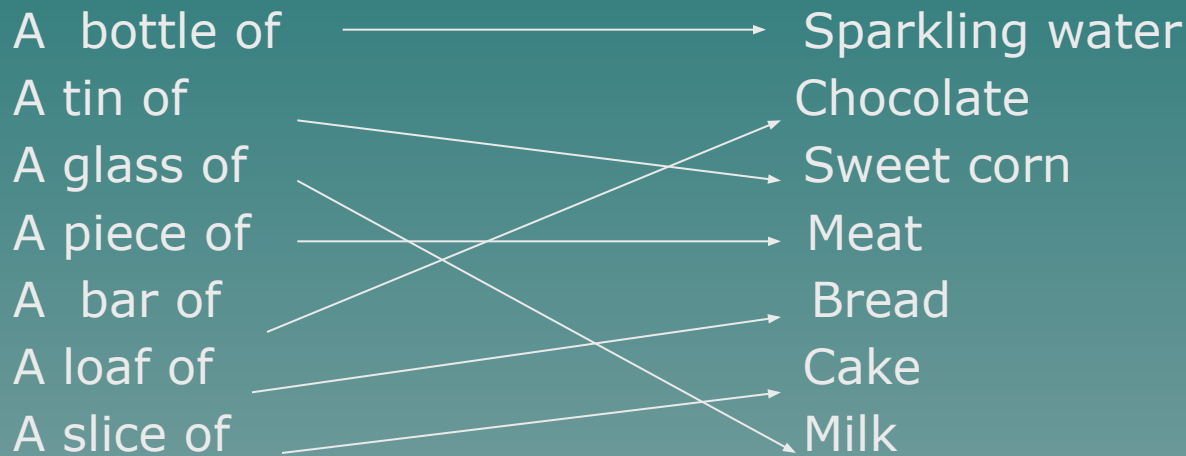 A bottle of Sparkling water
A tin of Chocolate
A glass of Sweet corn
A piece of Meat
A bar of Bread
A loaf of Cake
A slice of Milk